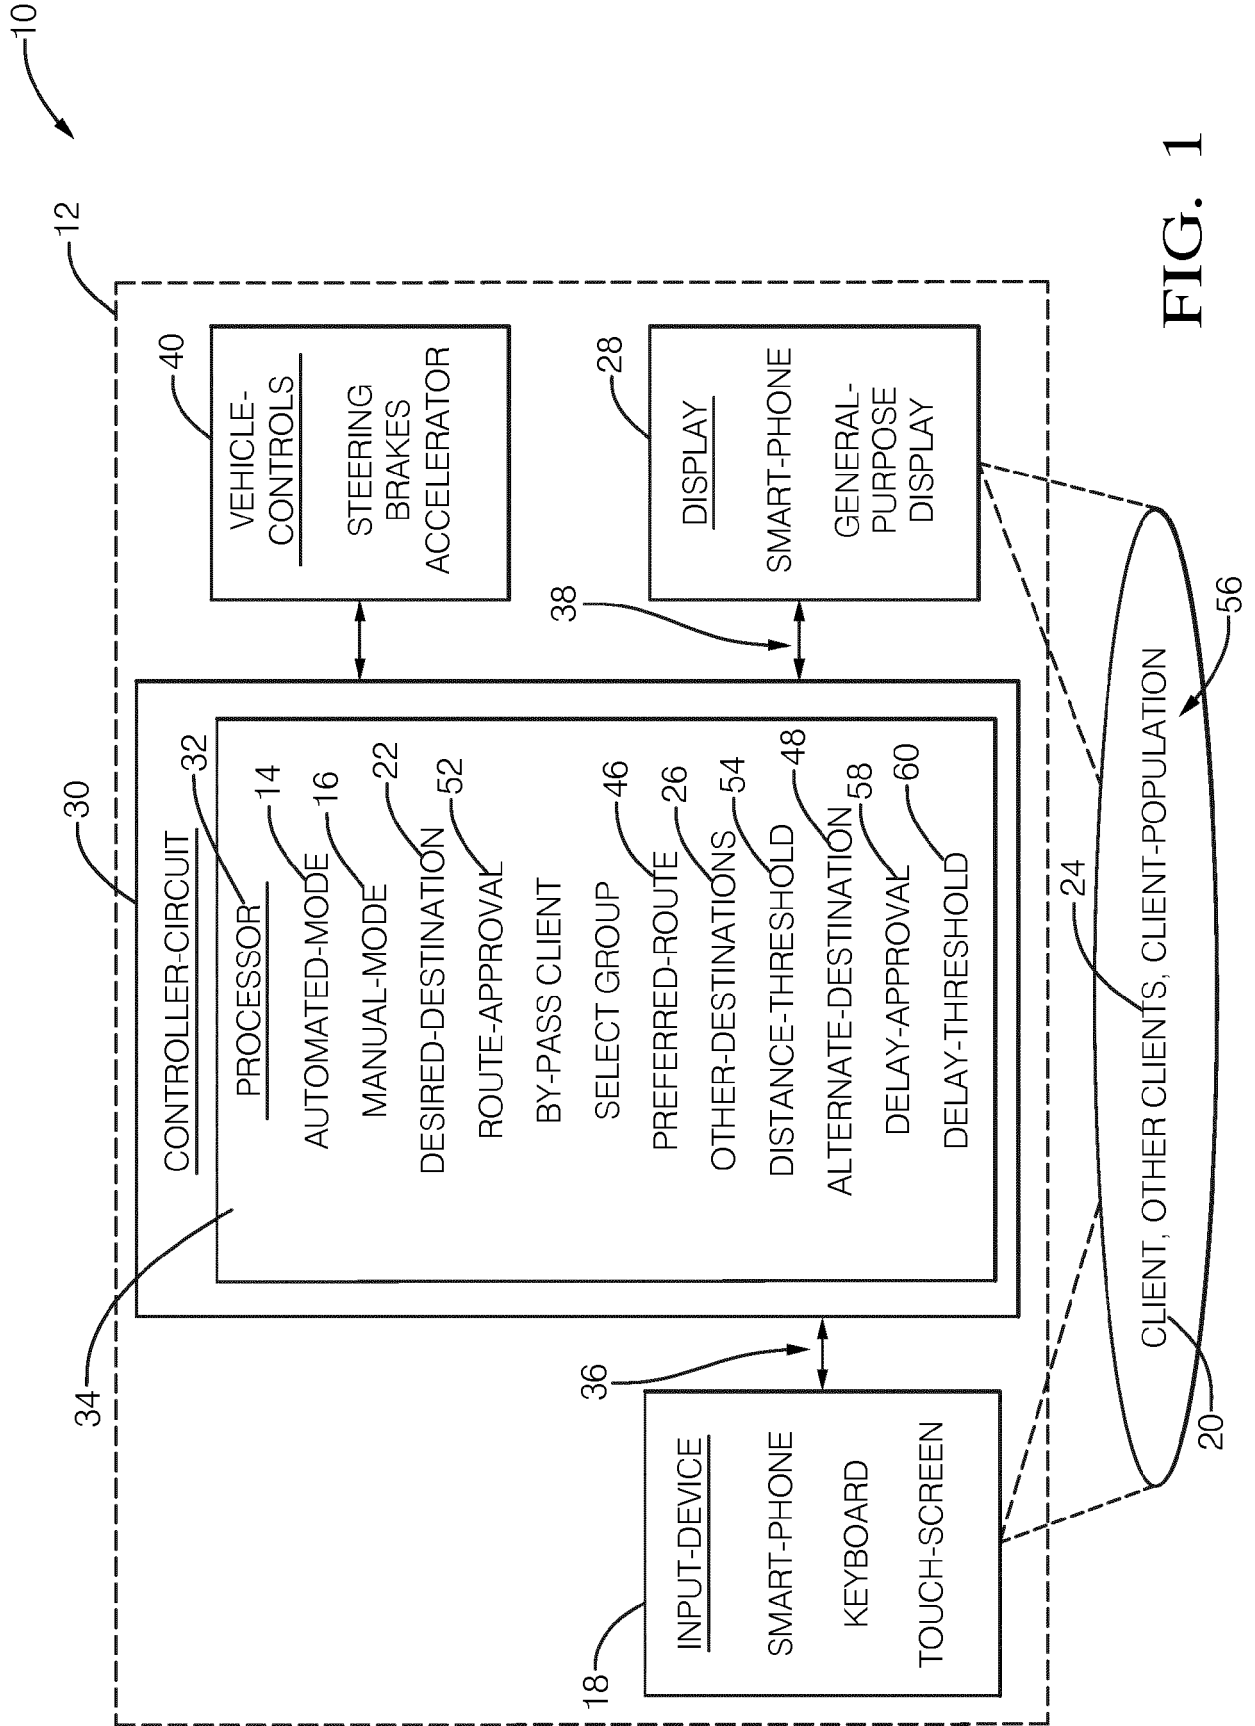 10
12
30
CONTROLLER-CIRCUIT
34
PROCESSOR
32
AUTOMATED-MODE
14
MANUAL-MODE
16
DESIRED-DESTINATION
22
ROUTE-APPROVAL
52
BY-PASS CLIENT
SELECT GROUP
PREFERRED-ROUTE
46
OTHER-DESTINATIONS
26
DISTANCE-THRESHOLD
54
ALTERNATE-DESTINATION
48
DELAY-APPROVAL
58
DELAY-THRESHOLD
60
40
VEHICLE-
CONTROLS
STEERING
BRAKES
ACCELERATOR
36
38
18
INPUT-DEVICE
SMART-PHONE
KEYBOARD
TOUCH-SCREEN
28
DISPLAY
SMART-PHONE
GENERAL-
PURPOSE
DISPLAY
24
CLIENT, OTHER CLIENTS, CLIENT-POPULATION
20
56
FIG. 1